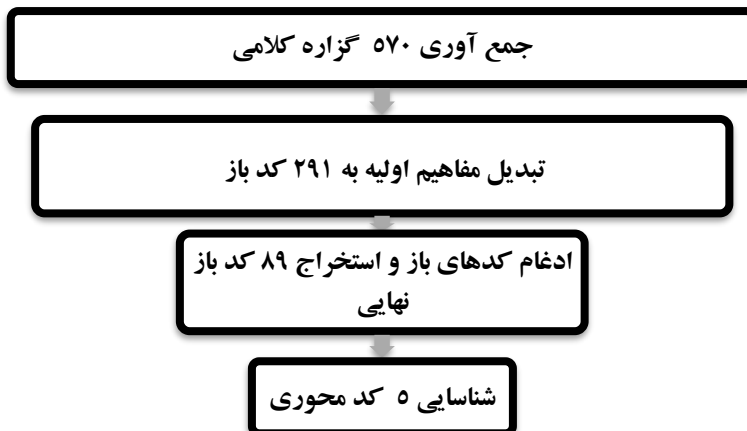 جمع آوری ۵۷۰ گزاره کلامی
تبدیل مفاهیم اولیه به ۲۹۱ کد باز
ادغام کدهای باز و استخراج ۸۹ کد باز
نهایی
شناسایی ۵ کد محوری